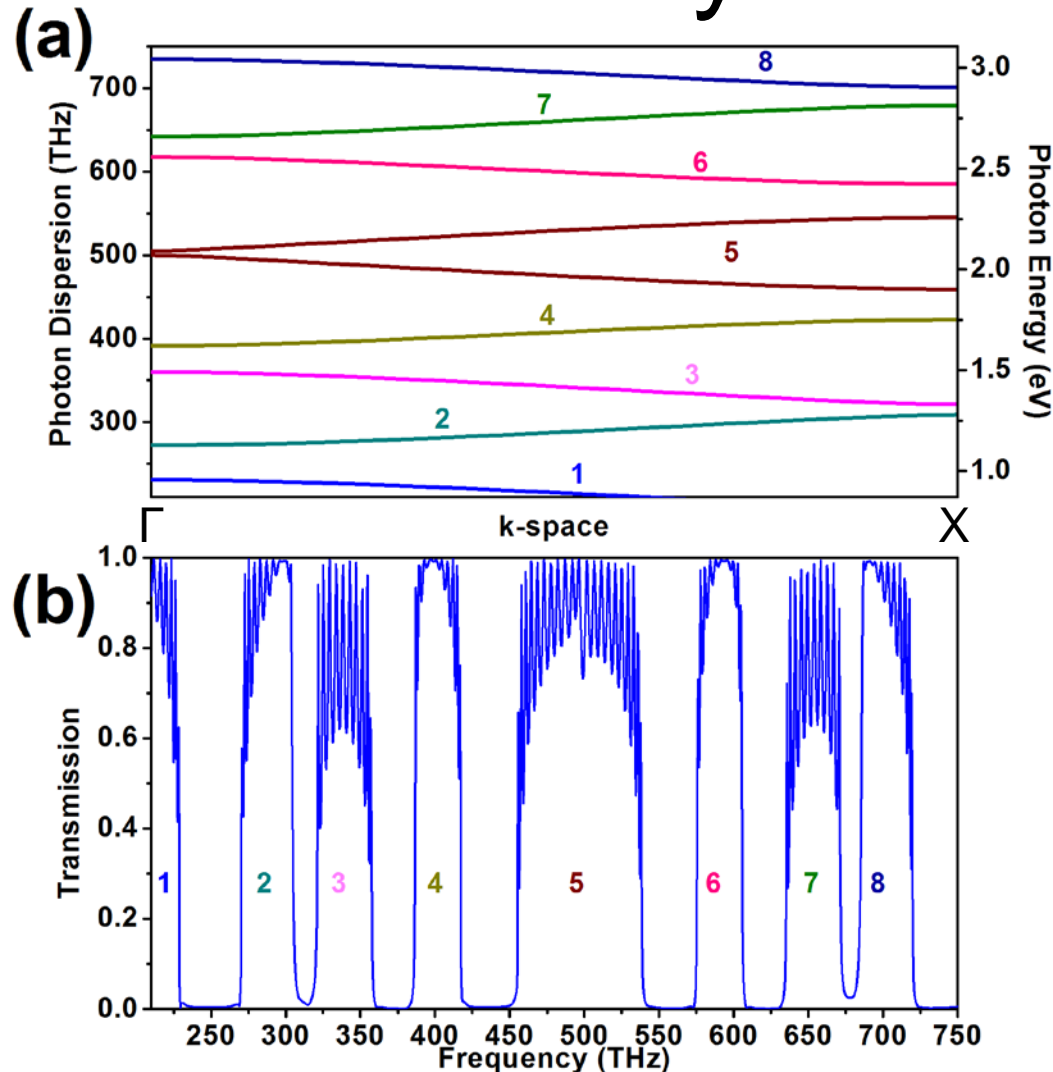 y
(a)
Photon Dispersion (THz)
700
600
500
400
300
8
7
6
5
4
3
2
1
3.0
2.5
2.0
1.5
1.0
Photon Energy (eV)
Γ k-space X
(b)
Transmission
1.0
0.8
0.6
0.4
0.2
0.0
1 2 3 4 5 6 7 8
250 300 350 400 450 500 550 600 650 700 750
Frequency (THz)